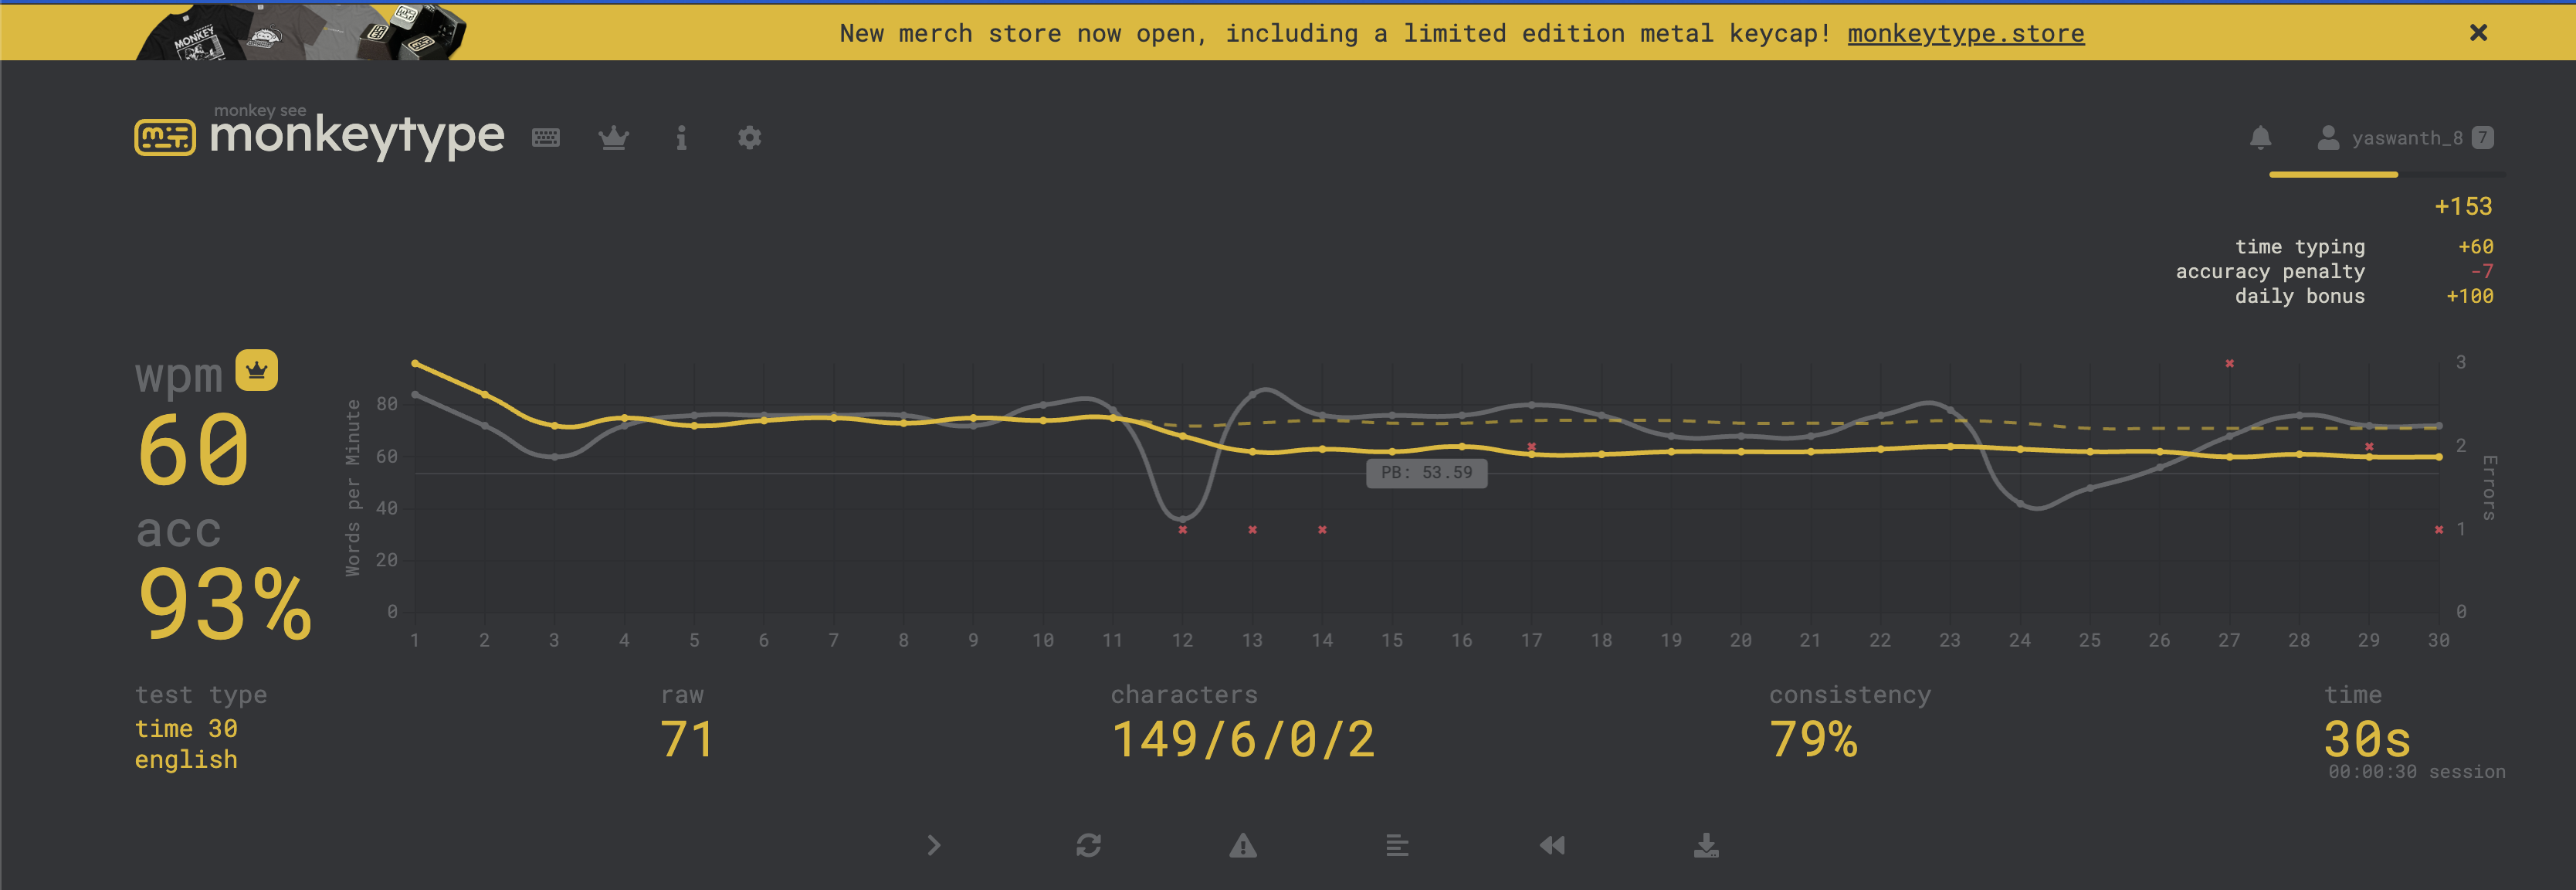 MONKEY
New merch store now open, including a limited edition metal keycap! monkeytype.store
monkey see
monkeytype
yaswanth_8 7
+153
time typing +60
accuracy penalty -7
daily bonus +100
wpm
60
acc
93%
Words per Minute
80
60
40
20
0
PB: 53.59
3
2
1
0
Errors
1 2 3 4 5 6 7 8 9 10 11 12 13 14 15 16 17 18 19 20 21 22 23 24 25 26 27 28 29 30
test type
time 30
english
raw
71
characters
149/6/0/2
consistency
79%
time
30s
00:00:30 session